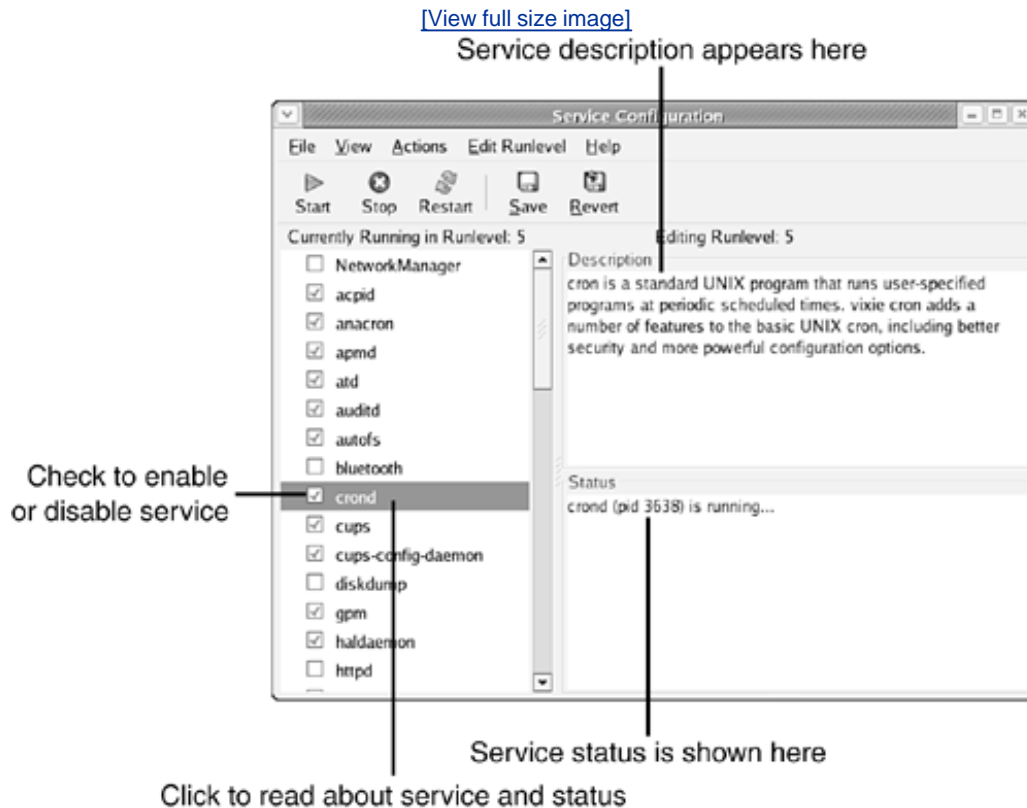 [View full size image]
Service description appears here
Service Configuration
File View Actions Edit Runlevel Help
Start Stop Restart Save Revert
Currently Running in Runlevel: 5
Editing Runlevel: 5
NetworkManager
acpid
anacron
apmd
atd
auditd
autofs
bluetooth
crond
cups
cups-config-daemon
diskdump
gpm
haldaemon
httpd
Description
cron is a standard UNIX program that runs user-specified
programs at periodic scheduled times. vixie cron adds a
number of features to the basic UNIX cron, including better
security and more powerful configuration options.
Status
crond (pid 3638) is running...
Check to enable
or disable service
Service status is shown here
Click to read about service and status